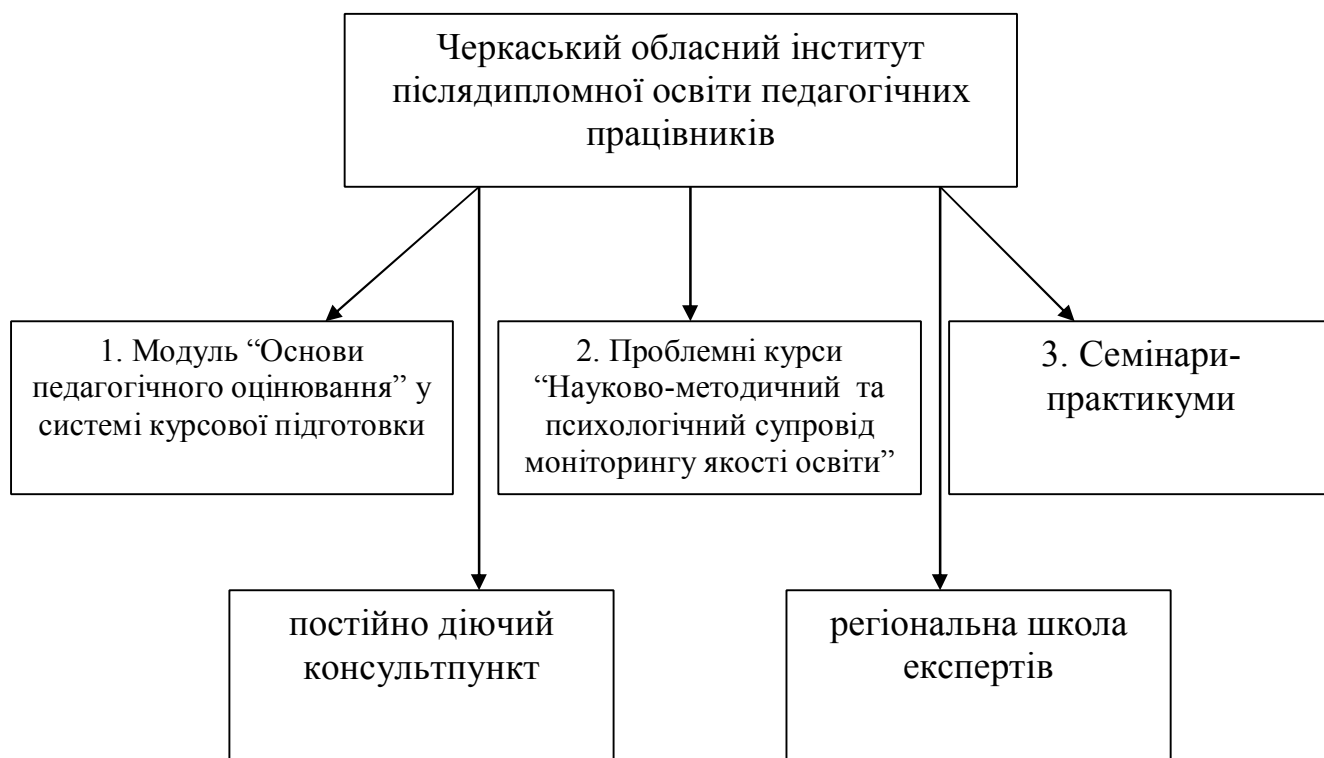 Черкаський обласний інститут
післядипломної освіти педагогічних
працівників
1. Модуль “Основи
педагогічного оцінювання” у
системі курсової підготовки
2. Проблемні курси
“Науково-методичний та
психологічний супровід
моніторингу якості освіти”
3. Семінари-
практикуми
постійно діючий
консультпункт
регіональна школа
експертів